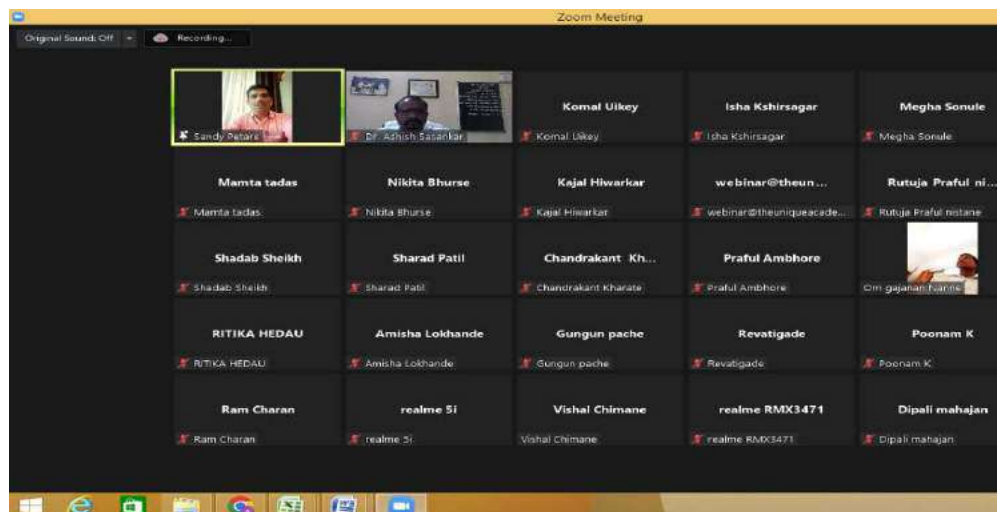 Zoom Meeting
Original Sound: Off
Recording...
Sandy Petare
Dr. Ashish Sasankar
Komal Uikey
Komal Uikey
Isha Kshirsagar
Isha Kshirsagar
Megha Sonule
Megha Sonule
Mamta tadas
Mamta tadas
Nikita Bhurse
Nikita Bhurse
Kajal Hiwarkar
Kajal Hiwarkar
webinar@theun...
webinar@theuniqueacade...
Rutuja Praful ni...
Rutuja Praful nistane
Shadab Sheikh
Shadab Sheikh
Sharad Patil
Sharad Patil
Chandrakant Kh...
Chandrakant Kharate
Praful Ambhore
Praful Ambhore
Om gajanan
RITIKA HEDAU
RITIKA HEDAU
Amisha Lokhande
Amisha Lokhande
Gungun pache
Gungun pache
Revatigade
Revatigade
Poonam K
Poonam K
Ram Charan
Ram Charan
realme 5i
realme 5i
Vishal Chimane
Vishal Chimane
realme RMX3471
realme RMX3471
Dipali mahajan
Dipali mahajan